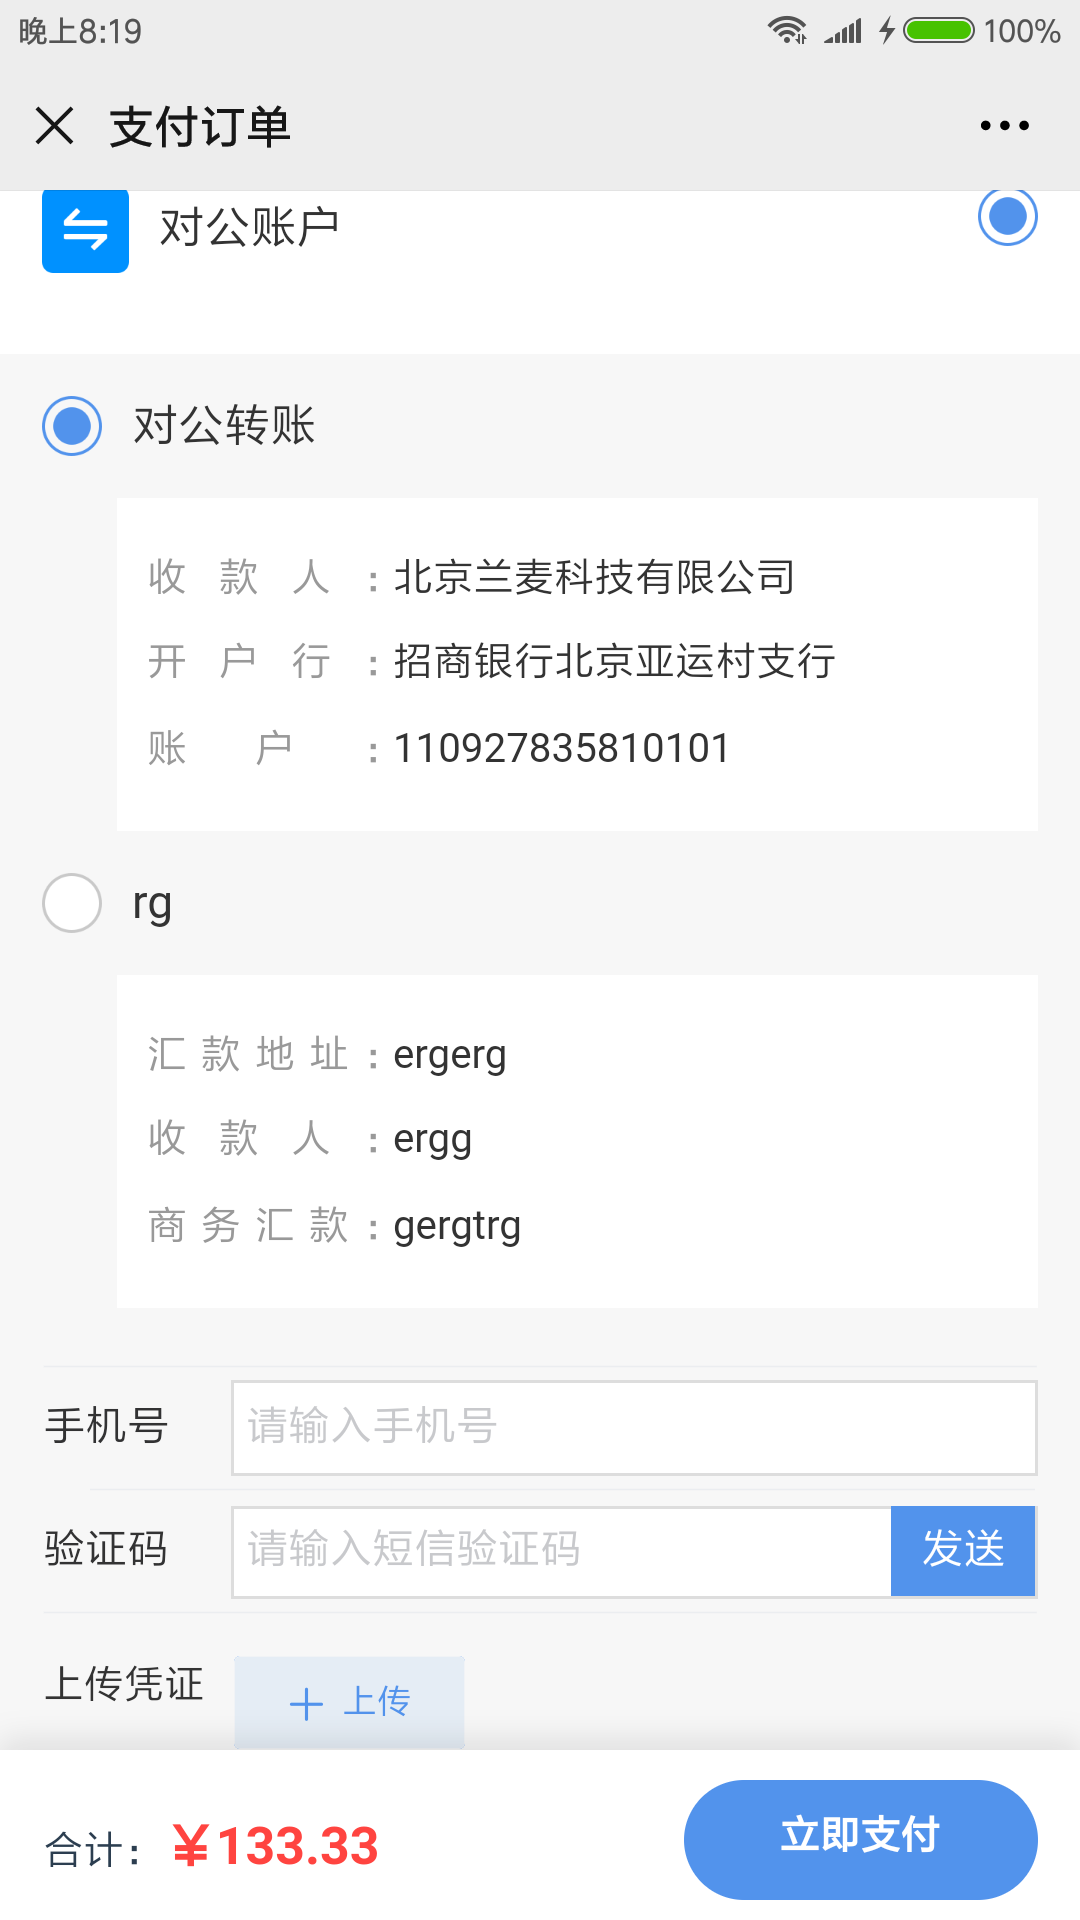 晚上8:19 100%
支付订单
对公账户
对公转账
收款人:北京兰麦科技有限公司
开户行:招商银行北京亚运村支行
账户:110927835810101
rg
汇款地址:ergerg
收款人:ergg
商务汇款:gergtrg
手机号 请输入手机号
验证码 请输入短信验证码 发送
上传凭证 上传
合计: ¥133.33 立即支付